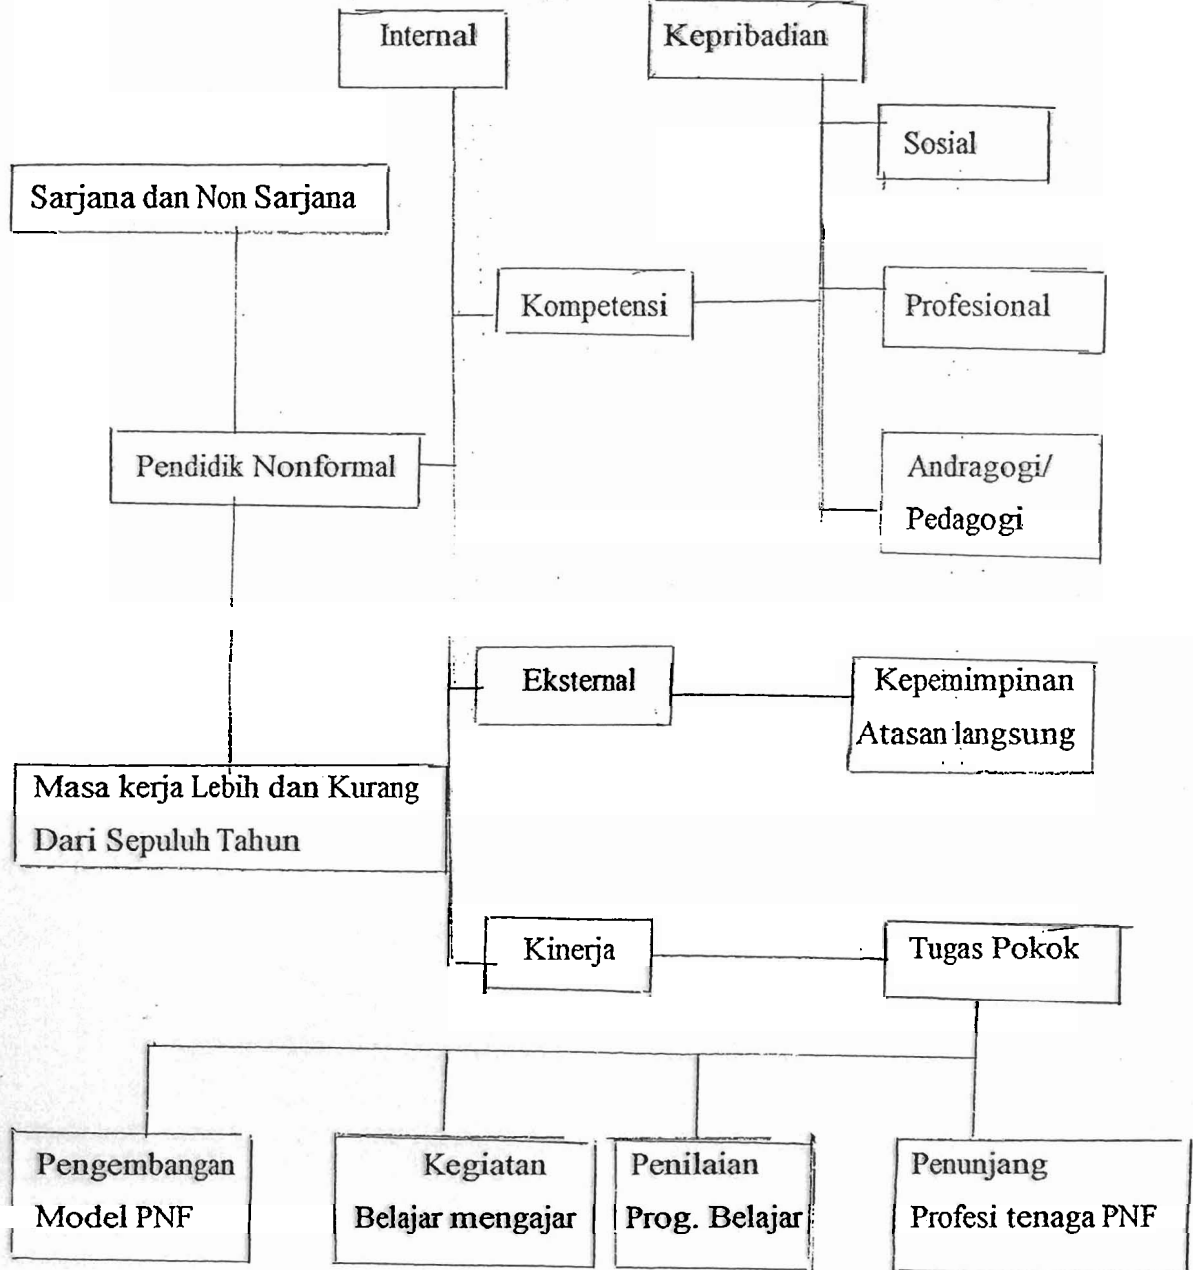 Internal
Kepribadian
Sosial
Sarjana dan Non Sarjana
Kompetensi
Profesional
Pendidik Nonformal
Andragogi/
Pedagogi
Eksternal
Kepemimpinan
Atasan langsung
Masa kerja Lebih dan Kurang
Dari Sepuluh Tahun
Kinerja
Tugas Pokok
Pengembangan
Model PNF
Kegiatan
Belajar mengajar
Penilaian
Prog. Belajar
Penunjang
Profesi tenaga PNF